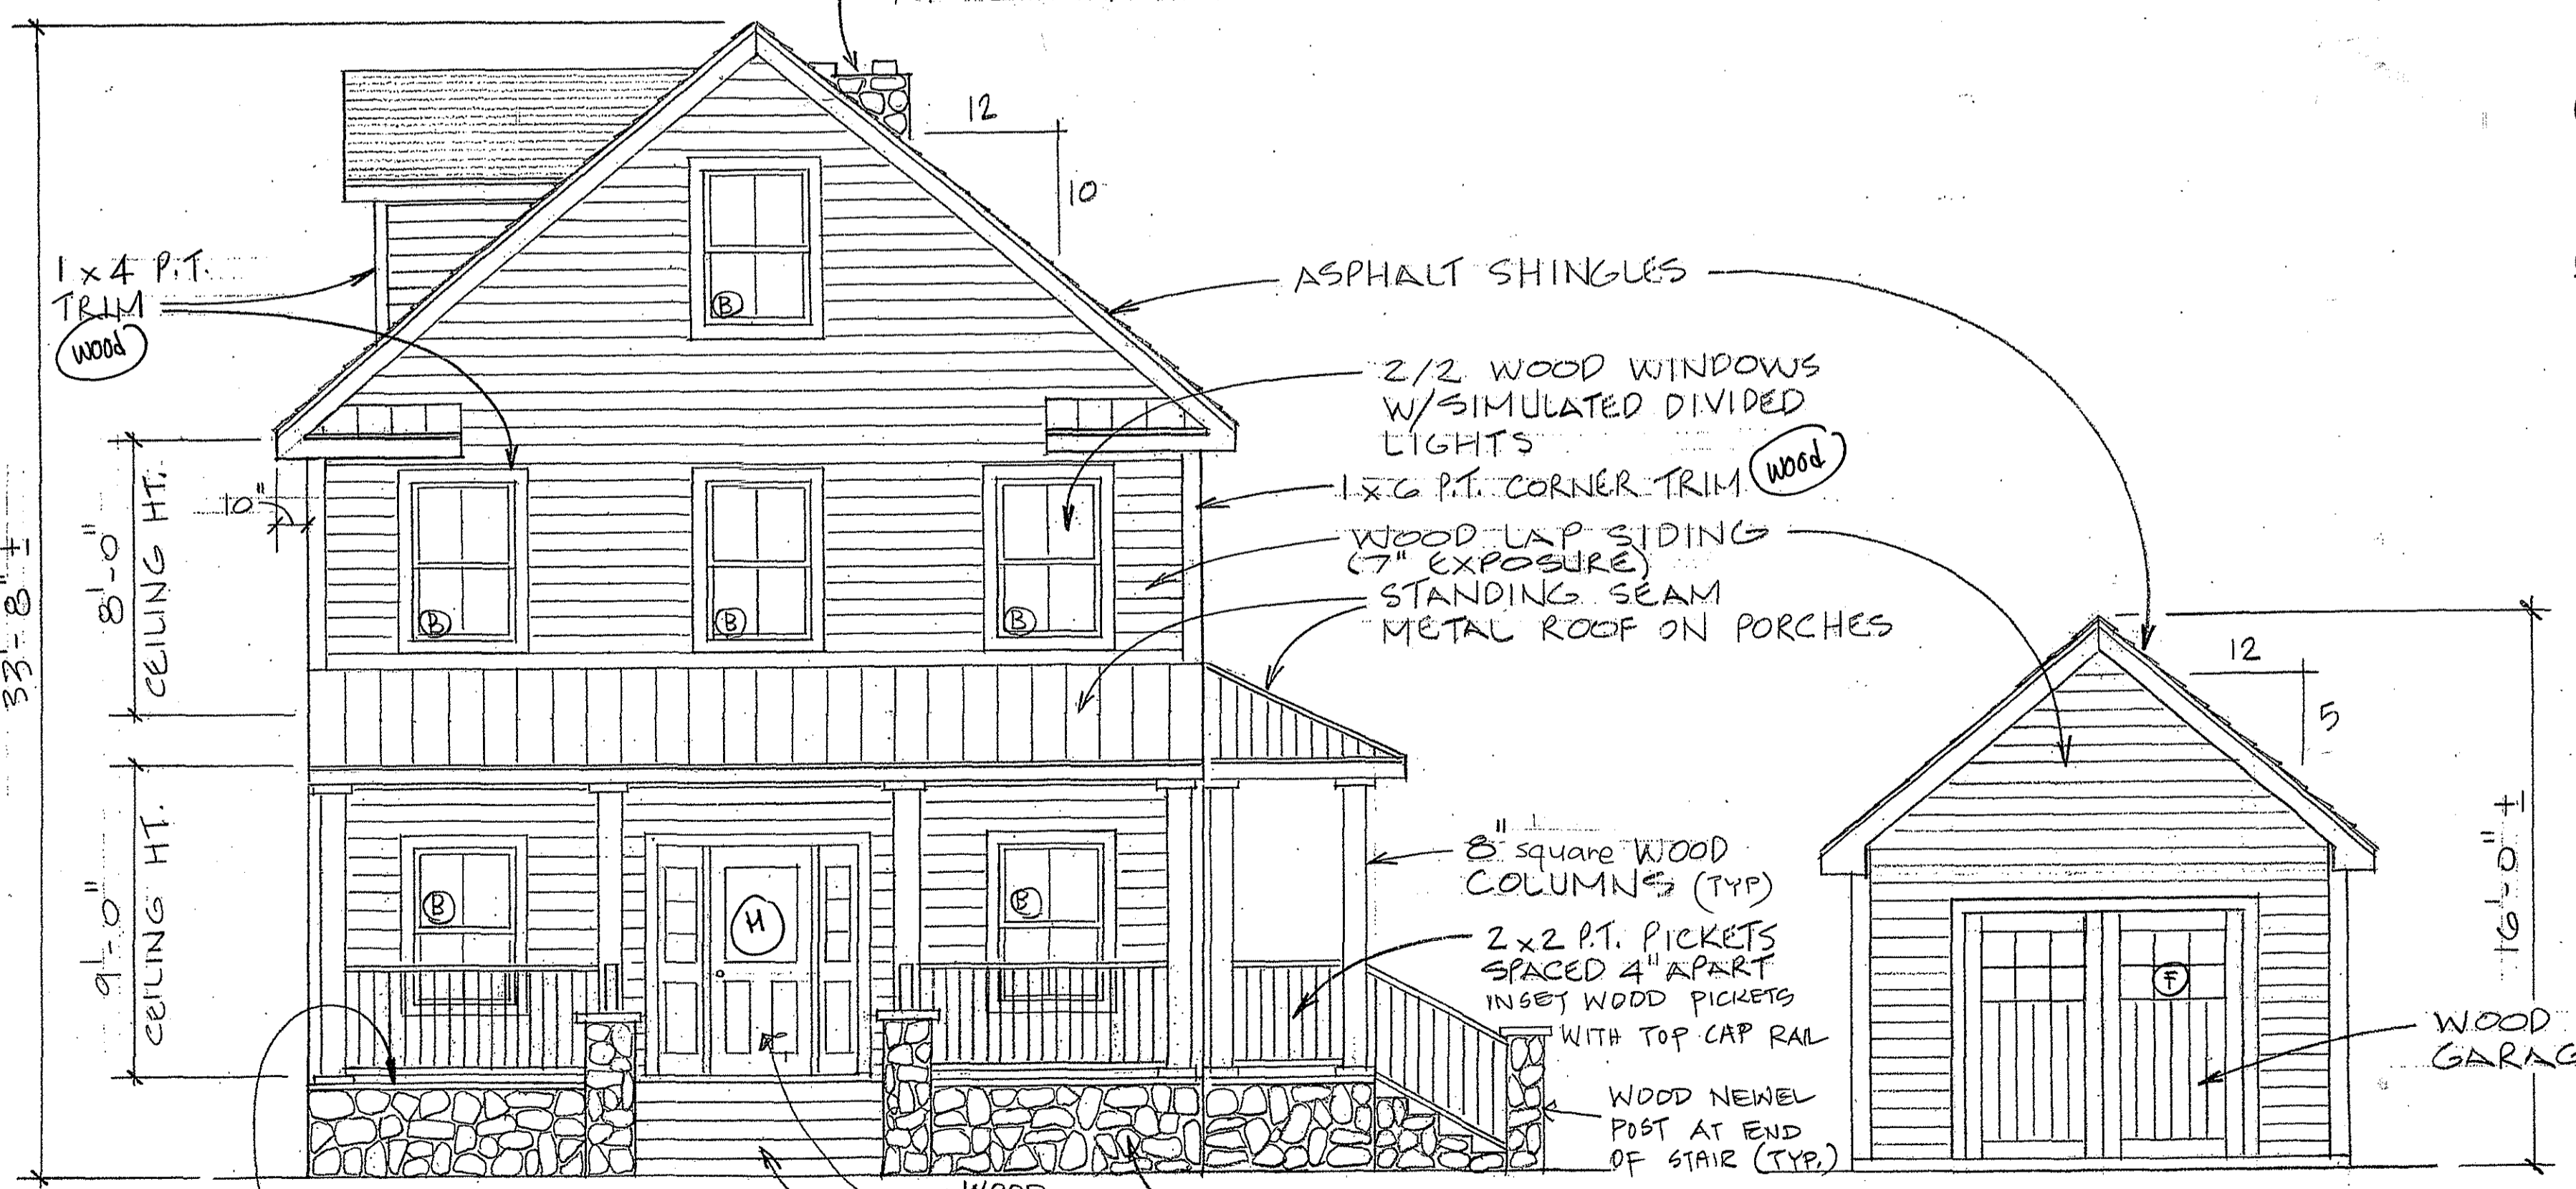 12
10
1 x 4 P.T.
TRIM
wood
ASPHALT SHINGLES
B
2/2 WOOD WINDOWS
W/SIMULATED DIVIDED
LIGHTS
1 x 6 P.T. CORNER TRIM wood
WOOD LAP SIDING
(7" EXPOSURE)
STANDING SEAM
METAL ROOF ON PORCHES
10"
33'-8" ±
8'-0"
CEILING HT.
B
B
B
12
5
9'-0"
CEILING HT.
B
H
B
8" square WOOD
COLUMNS (TYP)
2 x 2 P.T. PICKETS
SPACED 4" APART
INSET WOOD PICKETS
WITH TOP CAP RAIL
WOOD NEWEL
POST AT END
OF STAIR (TYP.)
F
16'-0" ±
WOOD
GARAG
WOOD